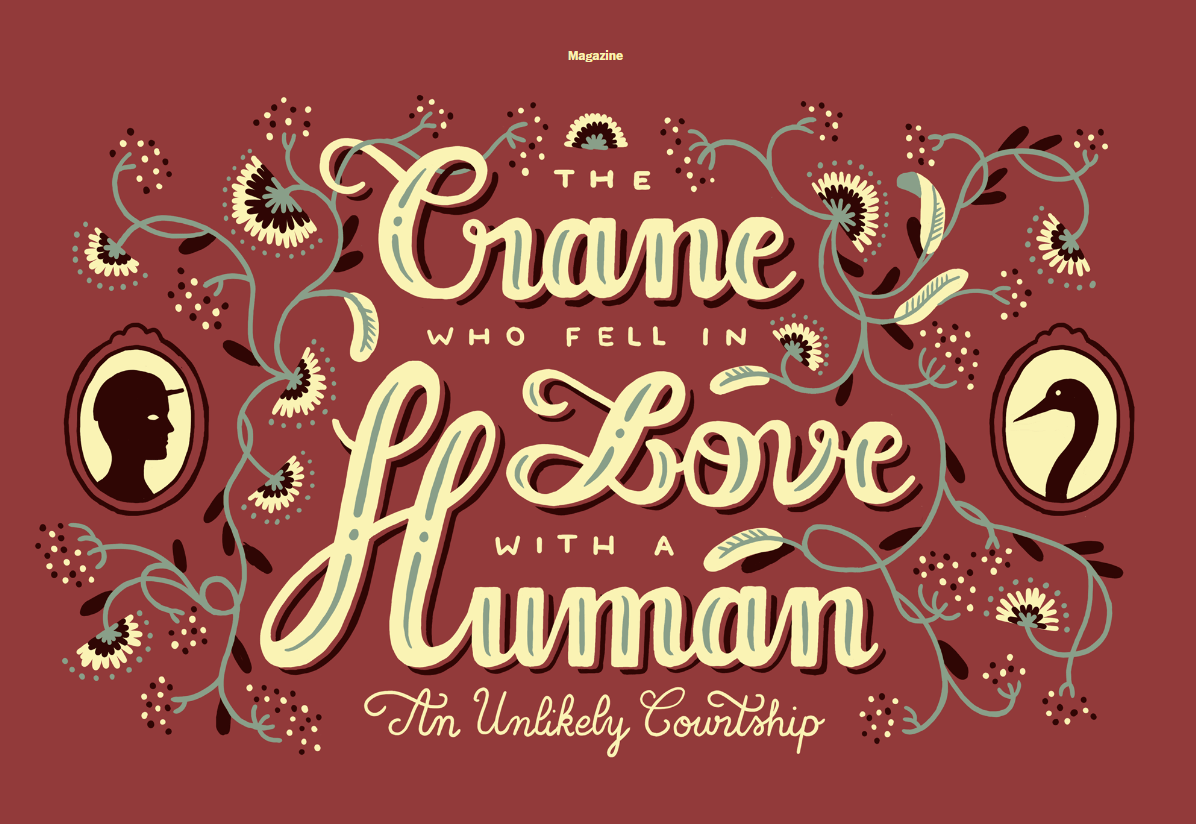 Magazine
THE
Crane
WHO FELL IN
Love
WITH A
Human
An Unlikely Courtship